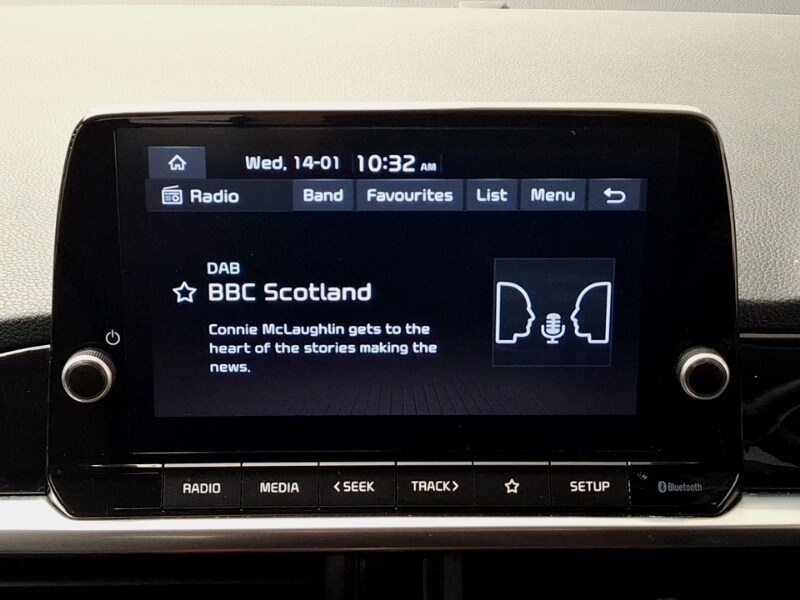 Wed, 14-01 10:32 AM
Radio Band Favourites List Menu
DAB
BBC Scotland
Connie McLaughlin gets to the
heart of the stories making the
news.
RADIO MEDIA <SEEK TRACK> SETUP Bluetooth